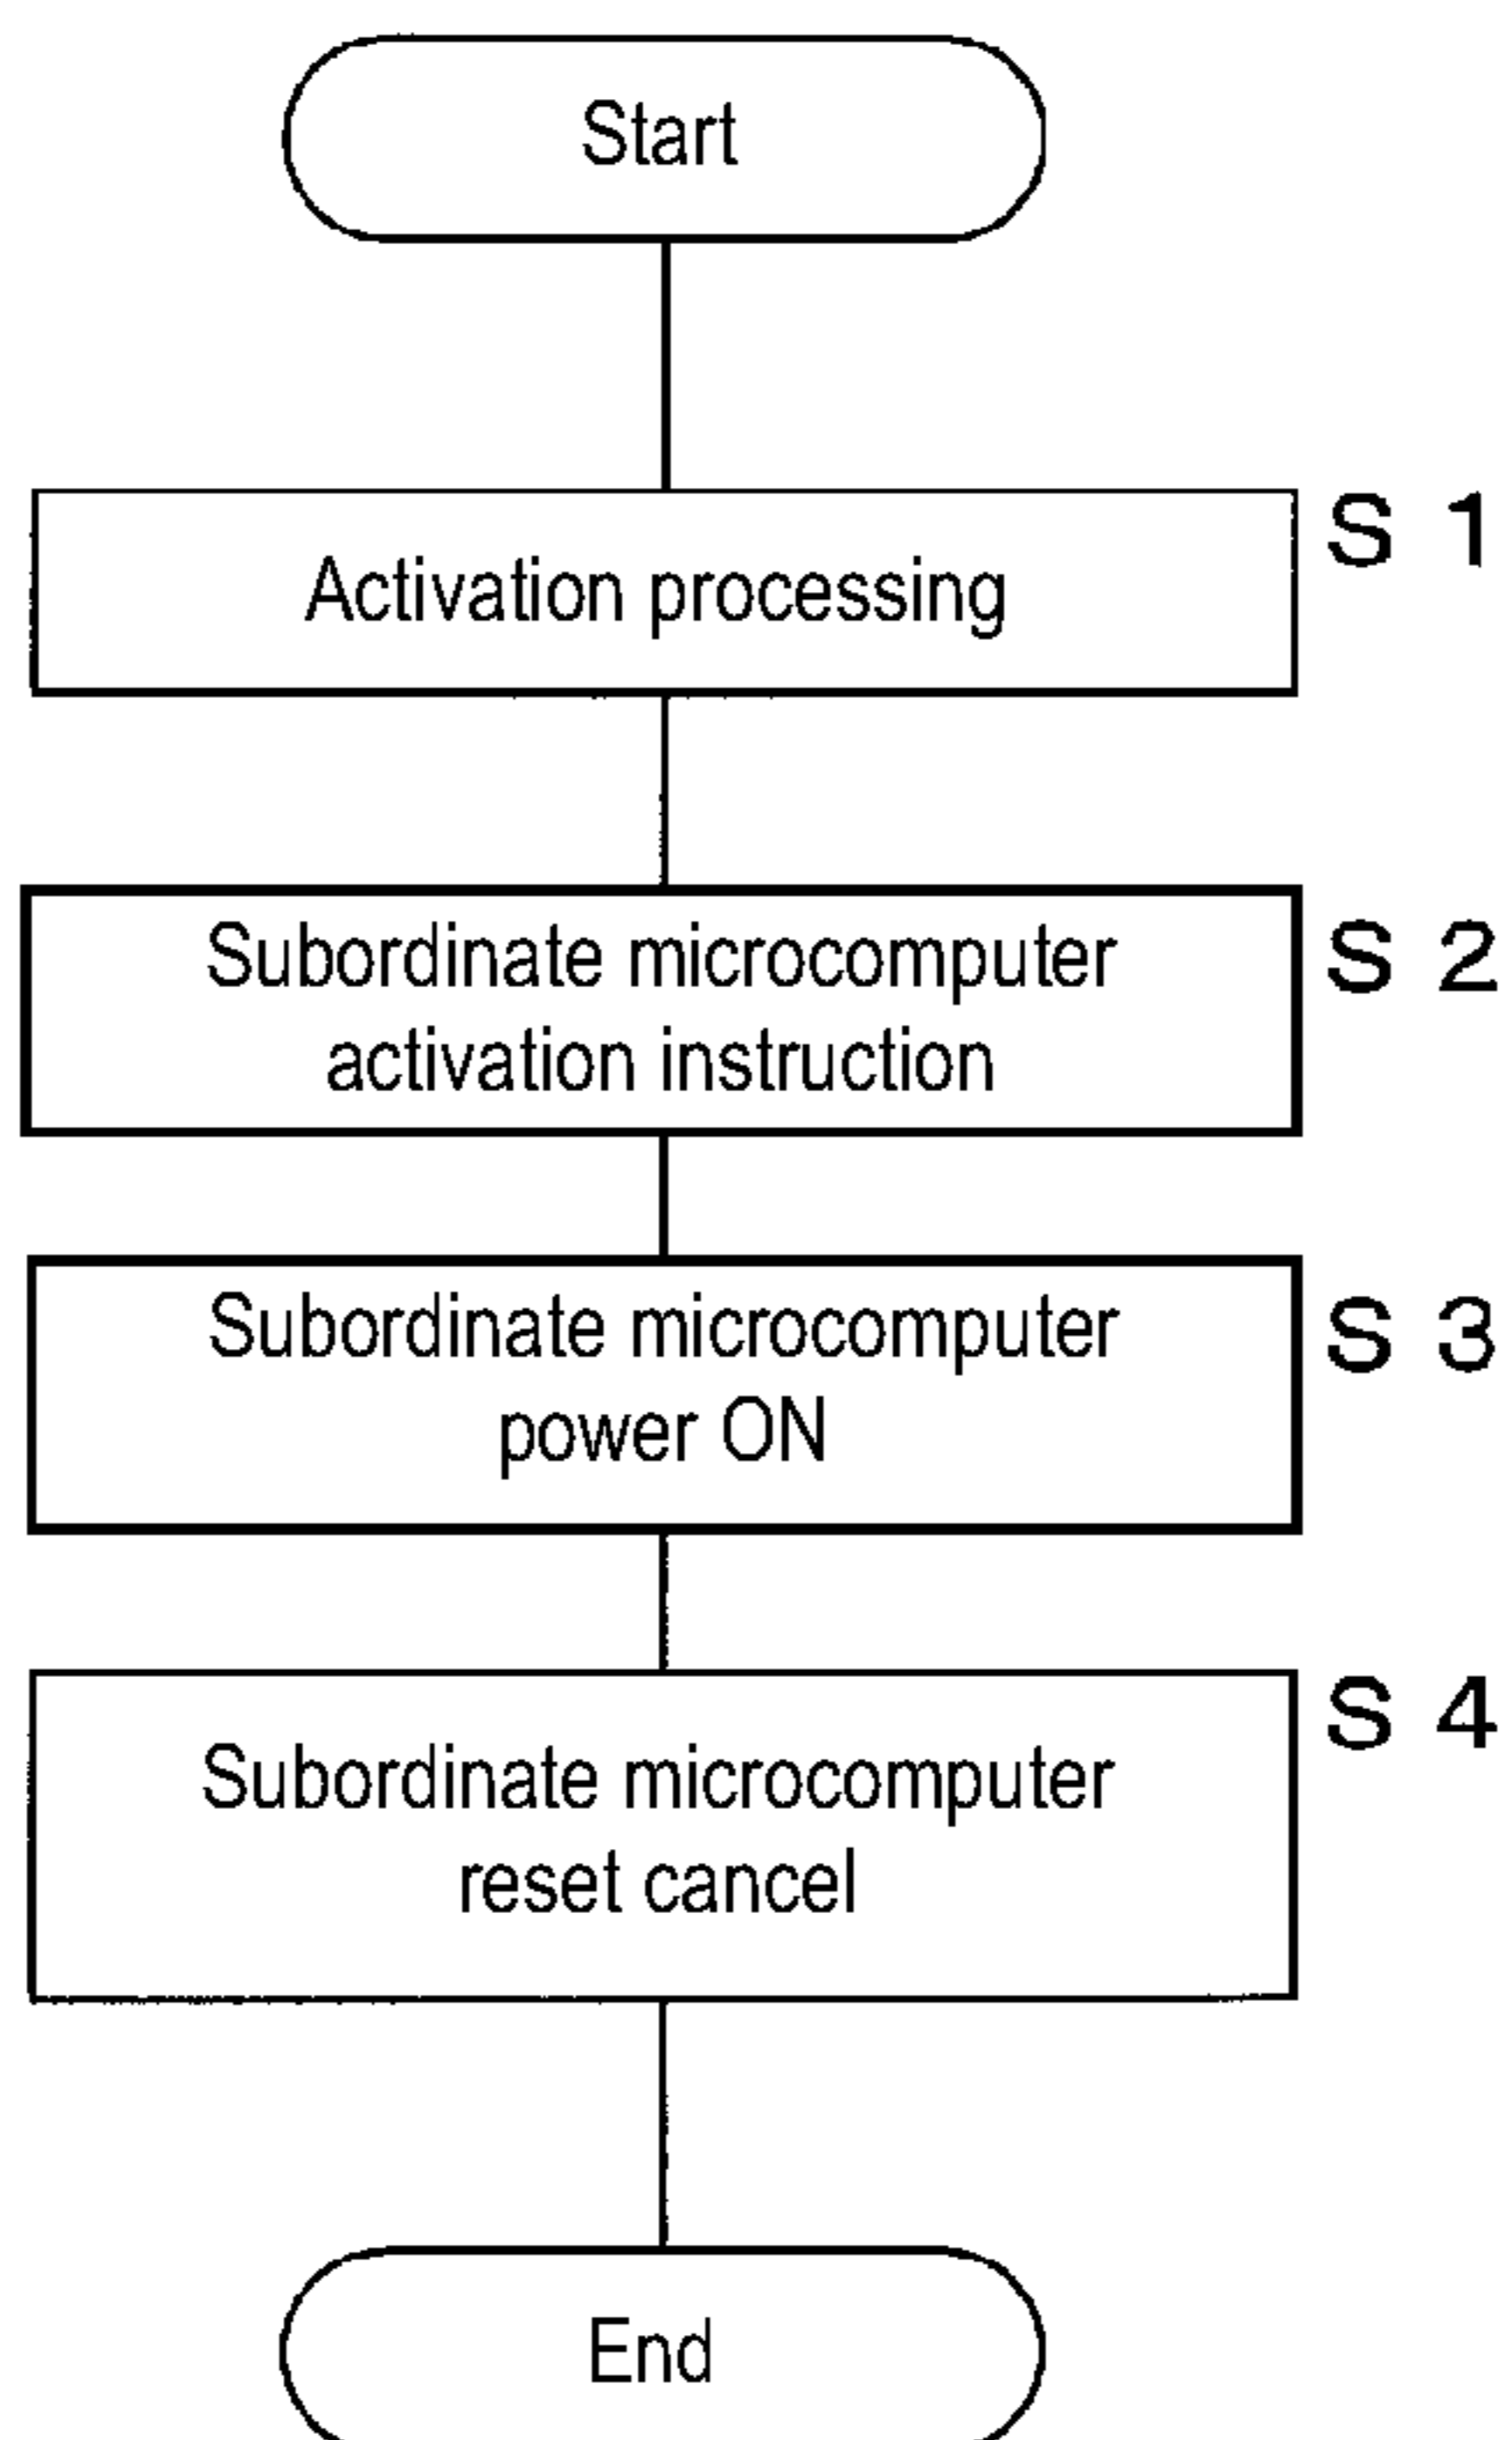 Start
Activation processing
S 1
Subordinate microcomputer
activation instruction
S 2
Subordinate microcomputer
power ON
S 3
Subordinate microcomputer
reset cancel
S 4
End